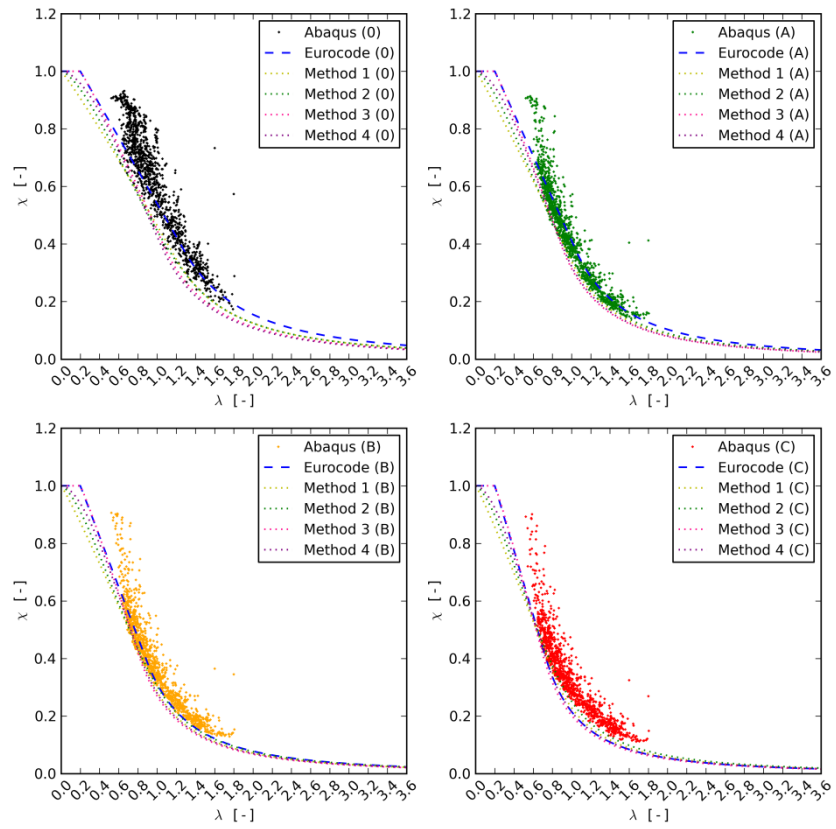 1.2
1.0
0.8
0.6
0.4
0.2
0.0
χ [-]
Abaqus (0)
Eurocode (0)
Method 1 (0)
Method 2 (0)
Method 3 (0)
Method 4 (0)
0.0 0.2 0.4 0.6 0.8 1.0 1.2 1.4 1.6 1.8 2.0 2.2 2.4 2.6 2.8 3.0 3.2 3.4 3.6
λ [-]
1.2
1.0
0.8
0.6
0.4
0.2
0.0
χ [-]
Abaqus (A)
Eurocode (A)
Method 1 (A)
Method 2 (A)
Method 3 (A)
Method 4 (A)
0.0 0.2 0.4 0.6 0.8 1.0 1.2 1.4 1.6 1.8 2.0 2.2 2.4 2.6 2.8 3.0 3.2 3.4 3.6
λ [-]
1.2
1.0
0.8
0.6
0.4
0.2
0.0
χ [-]
Abaqus (B)
Eurocode (B)
Method 1 (B)
Method 2 (B)
Method 3 (B)
Method 4 (B)
0.0 0.2 0.4 0.6 0.8 1.0 1.2 1.4 1.6 1.8 2.0 2.2 2.4 2.6 2.8 3.0 3.2 3.4 3.6
λ [-]
1.2
1.0
0.8
0.6
0.4
0.2
0.0
χ [-]
Abaqus (C)
Eurocode (C)
Method 1 (C)
Method 2 (C)
Method 3 (C)
Method 4 (C)
0.0 0.2 0.4 0.6 0.8 1.0 1.2 1.4 1.6 1.8 2.0 2.2 2.4 2.6 2.8 3.0 3.2 3.4 3.6
λ [-]